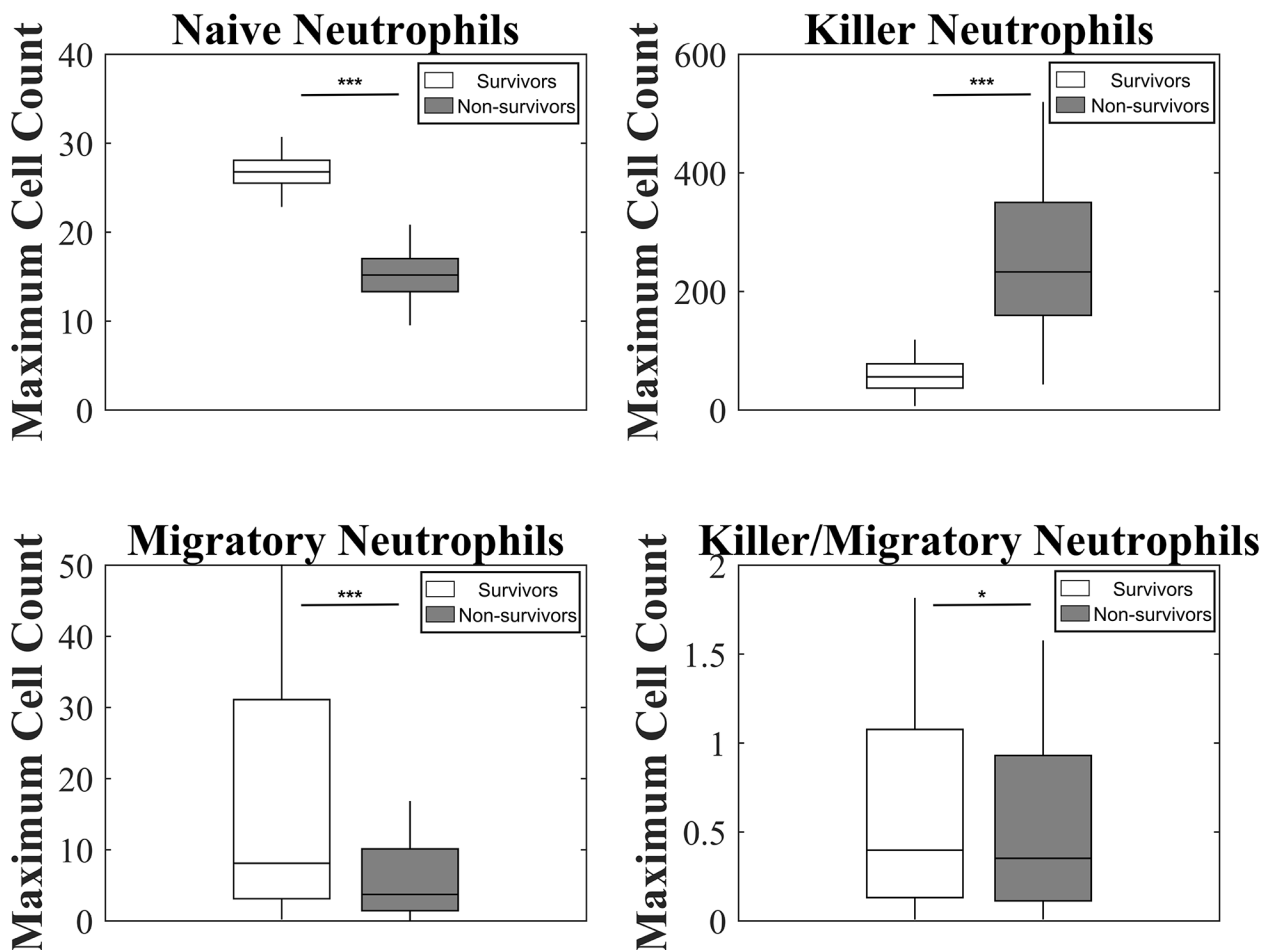 Naive Neutrophils
Maximum Cell Count
40
30
20
10
0
***
Survivors
Non-survivors
Killer Neutrophils
Maximum Cell Count
600
400
200
0
***
Survivors
Non-survivors
Migratory Neutrophils
Maximum Cell Count
50
40
30
20
10
0
***
Survivors
Non-survivors
Killer/Migratory Neutrophils
Maximum Cell Count
2
1.5
1
0.5
0
*
Survivors
Non-survivors